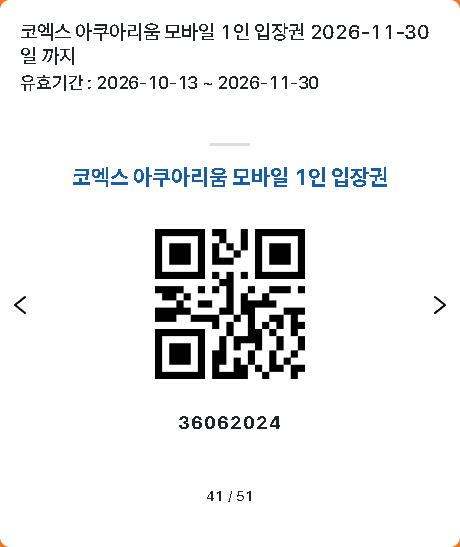 코엑스 아쿠아리움 모바일 1인 입장권 2026-11-30
일 까지
유효기간 : 2026-10-13 ~ 2026-11-30
코엑스 아쿠아리움 모바일 1인 입장권
36062024
41 / 51